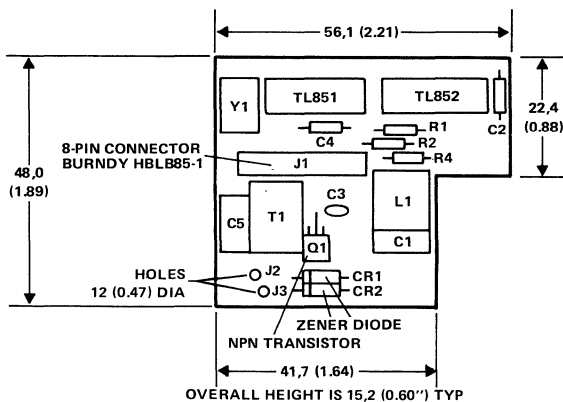 56,1 (2.21)
Y1
TL851
TL852
C2
22,4
(0.88)
C4
R1
R2
R4
8-PIN CONNECTOR
BURNDY HBLB85-1
J1
48,0
(1.89)
C5
T1
C3
L1
Q1
C1
HOLES
12 (0.47) DIA
J2
J3
CR1
CR2
ZENER DIODE
NPN TRANSISTOR
41,7 (1.64)
OVERALL HEIGHT IS 15,2 (0.60'') TYP